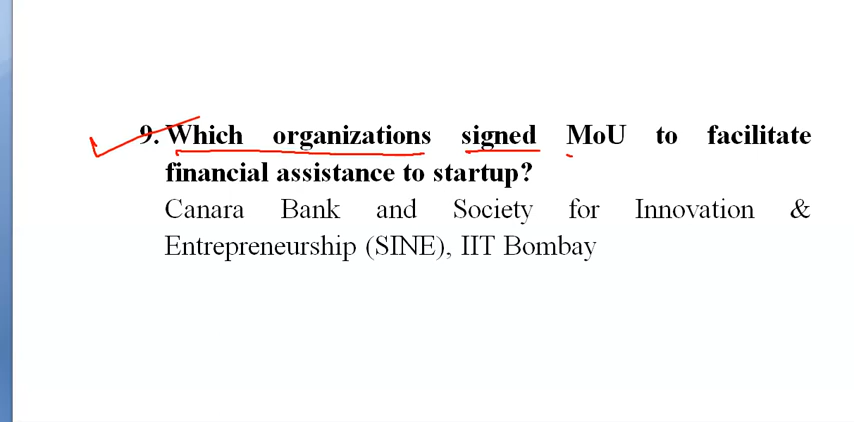 9. Which organizations signed MoU to facilitate
financial assistance to startup?
Canara Bank and Society for Innovation &
Entrepreneurship (SINE), IIT Bombay